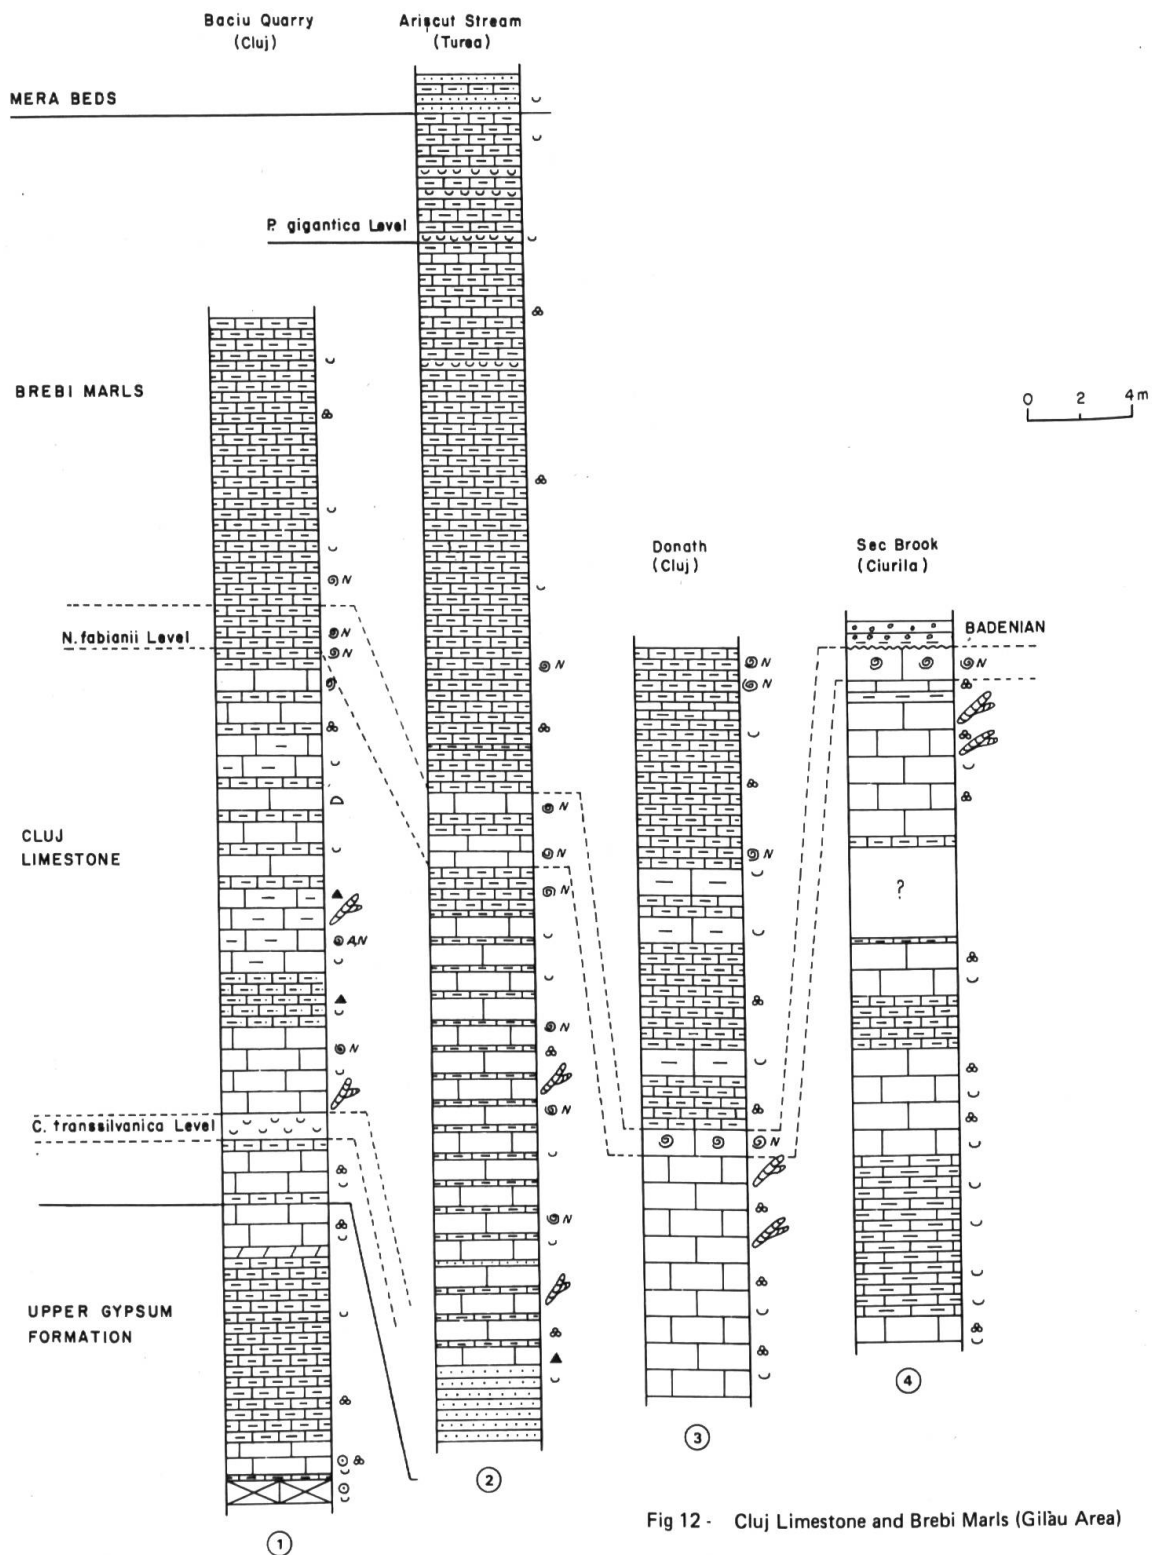 Baciu Quarry
(Cluj)
Arișcut Stream
(Turea)
MERA BEDS
P. gigantica Level
BREBI MARLS
0 2 4 m
Donath
(Cluj)
Sec Brook
(Ciurila)
BADENIAN
N. fabianii Level
N
N
N
N
N
N
N
N
N
N
CLUJ
LIMESTONE
?
A,N
N
N
N
N
N
N
C. transsilvanica Level
UPPER GYPSUM
FORMATION
1
2
3
4
Fig 12 - Cluj Limestone and Brebi Marls (Gilău Area)